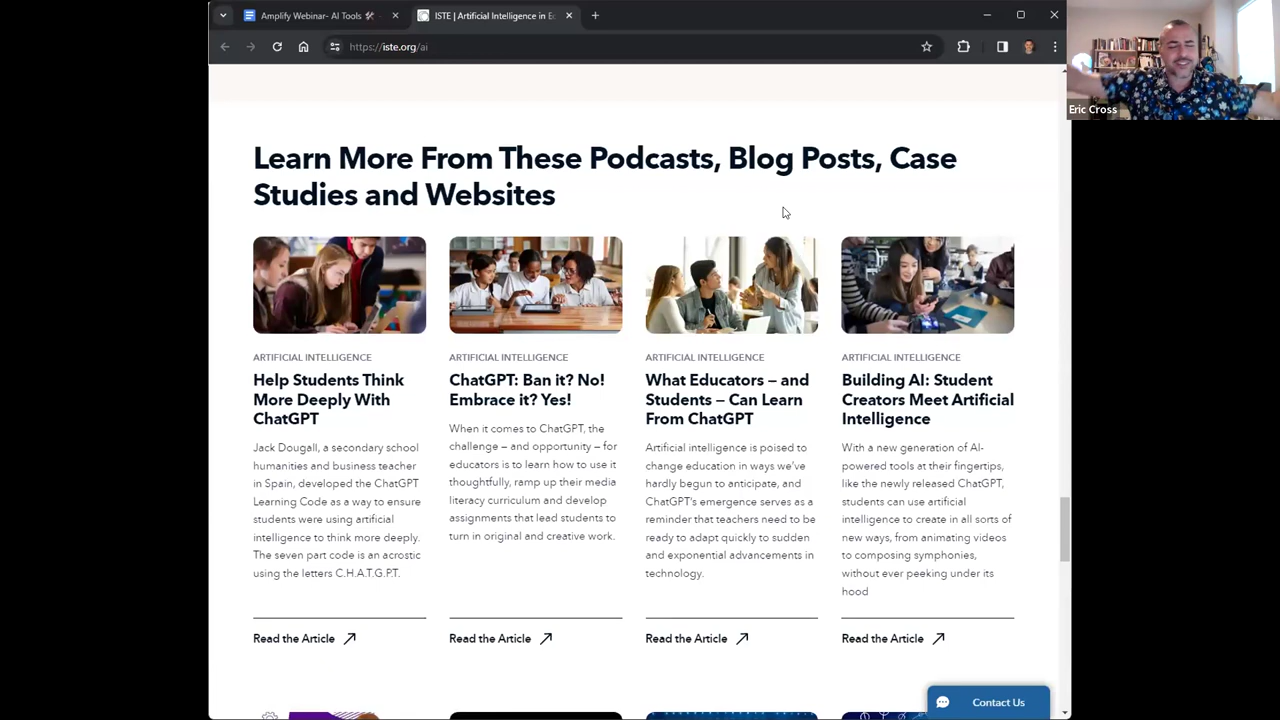 Amplify Webinar- AI Tools 🛠️ -
ISTE | Artificial Intelligence in Ec
https://iste.org/ai
Eric Cross
Learn More From These Podcasts, Blog Posts, Case
Studies and Websites
ARTIFICIAL INTELLIGENCE
Help Students Think
More Deeply With
ChatGPT
Jack Dougall, a secondary school
humanities and business teacher
in Spain, developed the ChatGPT
Learning Code as a way to ensure
students were using artificial
intelligence to think more deeply.
The seven part code is an acrostic
using the letters C.H.A.T.G.P.T.
Read the Article
ARTIFICIAL INTELLIGENCE
ChatGPT: Ban it? No!
Embrace it? Yes!
When it comes to ChatGPT, the
challenge – and opportunity – for
educators is to learn how to use it
thoughtfully, ramp up their media
literacy curriculum and develop
assignments that lead students to
turn in original and creative work.
Read the Article
ARTIFICIAL INTELLIGENCE
What Educators – and
Students – Can Learn
From ChatGPT
Artificial intelligence is poised to
change education in ways we've
hardly begun to anticipate, and
ChatGPT's emergence serves as a
reminder that teachers need to be
ready to adapt quickly to sudden
and exponential advancements in
technology.
Read the Article
ARTIFICIAL INTELLIGENCE
Building AI: Student
Creators Meet Artificial
Intelligence
With a new generation of AI-
powered tools at their fingertips,
like the newly released ChatGPT,
students can use artificial
intelligence to create in all sorts of
new ways, from animating videos
to composing symphonies,
without ever peeking under its
hood
Read the Article
Contact Us